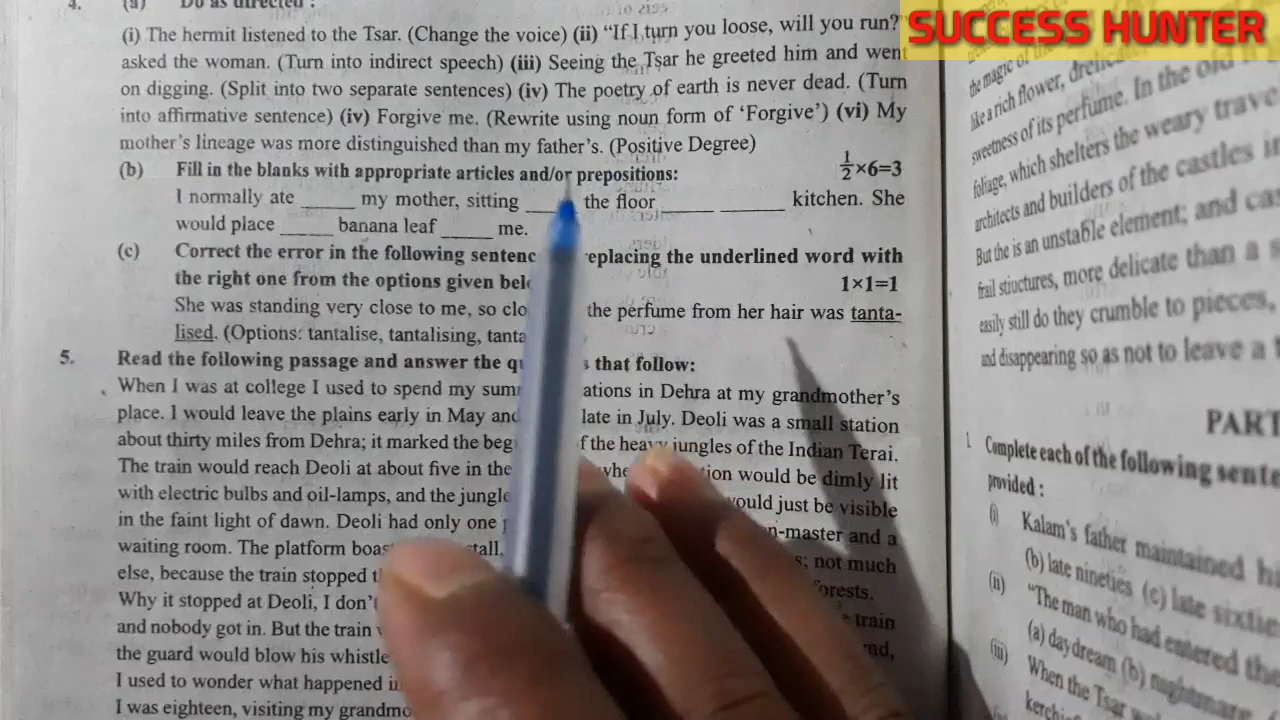 SUCCESS HUNTER
4. (a) Do as directed :
(i) The hermit listened to the Tsar. (Change the voice) (ii) “If I turn you loose, will you run?”
asked the woman. (Turn into indirect speech) (iii) Seeing the Tsar he greeted him and went
on digging. (Split into two separate sentences) (iv) The poetry of earth is never dead. (Turn
into affirmative sentence) (iv) Forgive me. (Rewrite using noun form of ‘Forgive’) (vi) My
mother’s lineage was more distinguished than my father’s. (Positive Degree)
(b) Fill in the blanks with appropriate articles and/or prepositions: ½×6=3
I normally ate _____ my mother, sitting _____ the floor _____ _____ kitchen. She
would place _____ banana leaf _____ me.
(c) Correct the error in the following sentenc eplacing the underlined word with
the right one from the options given bel 1×1=1
She was standing very close to me, so clo the perfume from her hair was tanta-
lised. (Options: tantalise, tantalising, tanta
5. Read the following passage and answer the qu s that follow:
When I was at college I used to spend my sum ations in Dehra at my grandmother’s
place. I would leave the plains early in May and late in July. Deoli was a small station
about thirty miles from Dehra; it marked the beg f the heavy jungles of the Indian Terai.
The train would reach Deoli at about five in the whe tion would be dimly lit
with electric bulbs and oil-lamps, and the jungle would just be visible
in the faint light of dawn. Deoli had only one n-master and a
waiting room. The platform boas stall, s; not much
else, because the train stopped t forests.
Why it stopped at Deoli, I don’t train
and nobody got in. But the train nd,
the guard would blow his whistle
I used to wonder what happened i
I was eighteen, visiting my grandmo
the magic of
like a rich flower,
sweetness of its perfume. In the old
foliage, which shelters the weary trave
architects and builders of the castles i
But the is an unstable element; and cas
frail stiuctures, more delicate than a s
easily still do they crumble to pieces,
and disappearing so as not to leave a t
PART
1. Complete each of the following sente
provided :
(i) Kalam’s father maintained hi
(b) late nineties (c) late sixtie
(ii) “The man who had entered the
(a) daydream (b) nightmare
(iii) When the Tsar
kerchi